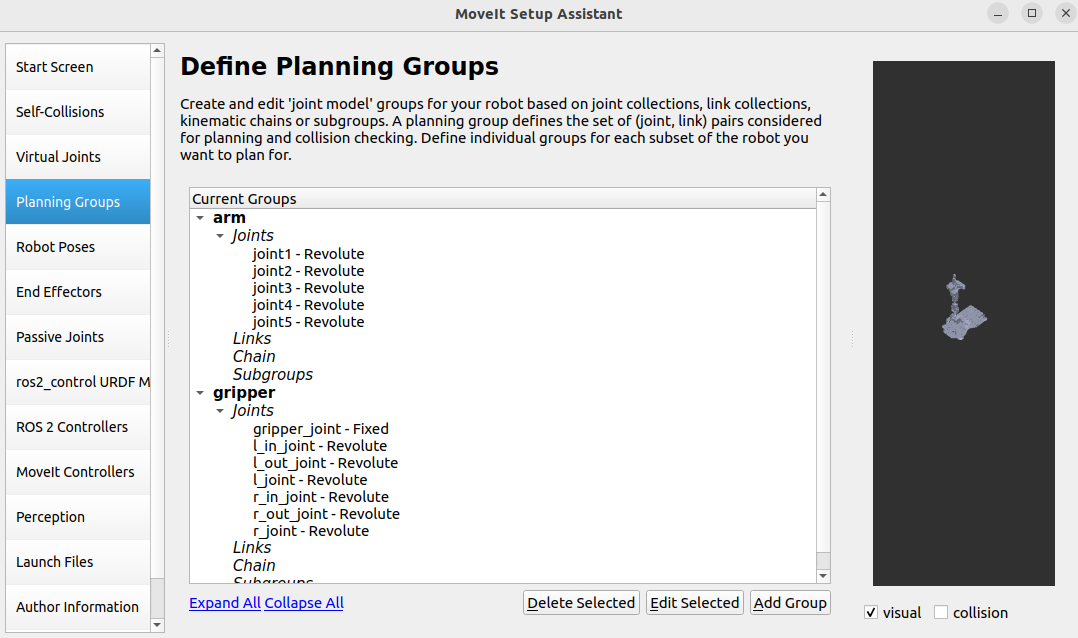 MoveIt Setup Assistant
Start Screen
Self-Collisions
Virtual Joints
Planning Groups
Robot Poses
End Effectors
Passive Joints
ros2_control URDF M
ROS 2 Controllers
MoveIt Controllers
Perception
Launch Files
Author Information
Define Planning Groups
Create and edit 'joint model' groups for your robot based on joint collections, link collections,
kinematic chains or subgroups. A planning group defines the set of (joint, link) pairs considered
for planning and collision checking. Define individual groups for each subset of the robot you
want to plan for.
Current Groups
arm
Joints
joint1 - Revolute
joint2 - Revolute
joint3 - Revolute
joint4 - Revolute
joint5 - Revolute
Links
Chain
Subgroups
gripper
Joints
gripper_joint - Fixed
l_in_joint - Revolute
l_out_joint - Revolute
l_joint - Revolute
r_in_joint - Revolute
r_out_joint - Revolute
r_joint - Revolute
Links
Chain
Subgroups
Expand All Collapse All
Delete Selected
Edit Selected
Add Group
visual
collision